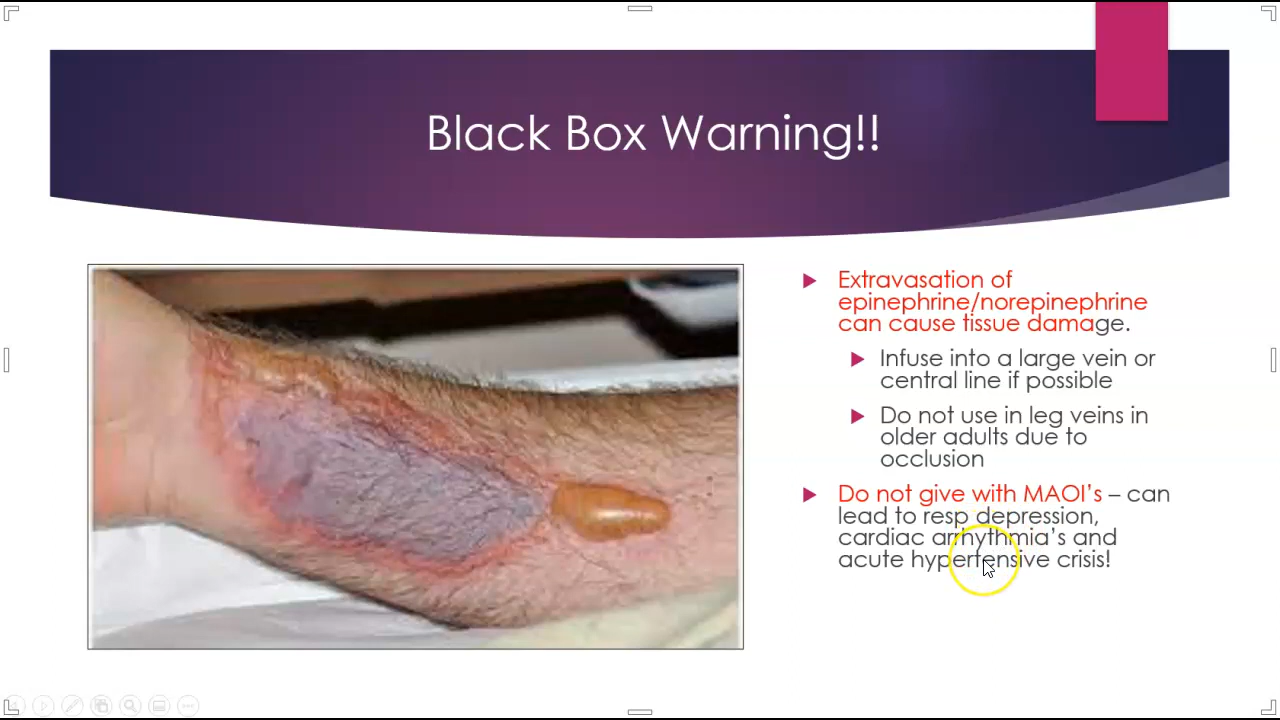 Black Box Warning!!
Extravasation of
epinephrine/norepinephrine
can cause tissue damage.
Infuse into a large vein or
central line if possible
Do not use in leg veins in
older adults due to
occlusion
Do not give with MAOI's – can
lead to resp depression,
cardiac arrhythmia's and
acute hypertensive crisis!